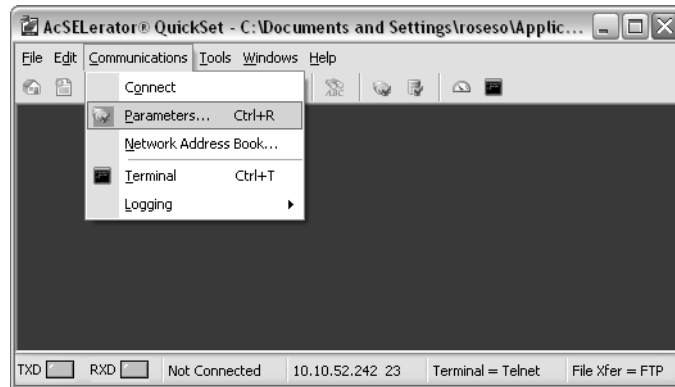 AcSELerator® QuickSet - C:\Documents and Settings\roseso\Applic...
File Edit Communications Tools Windows Help
Connect
Parameters... Ctrl+R
Network Address Book...
Terminal Ctrl+T
Logging
TXD RXD Not Connected 10.10.52.242 23 Terminal = Telnet File Xfer = FTP